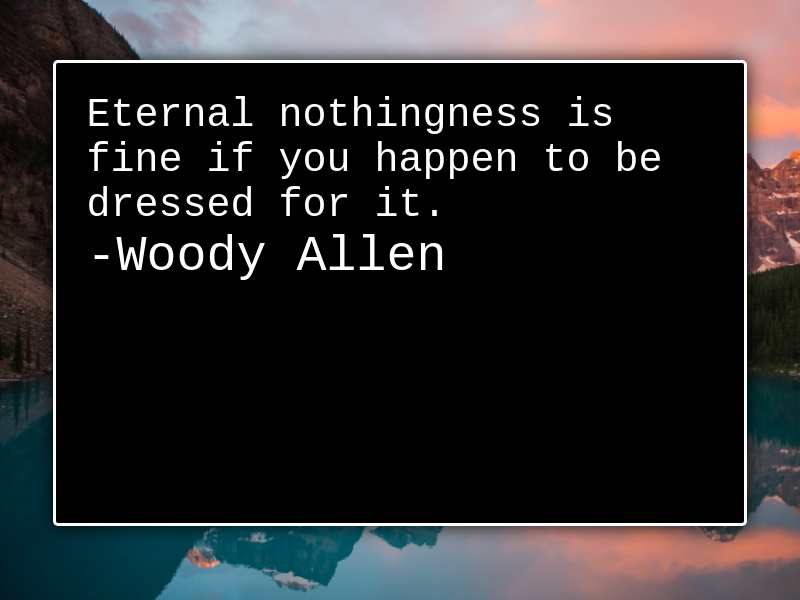 Eternal nothingness is
fine if you happen to be
dressed for it.
-Woody Allen